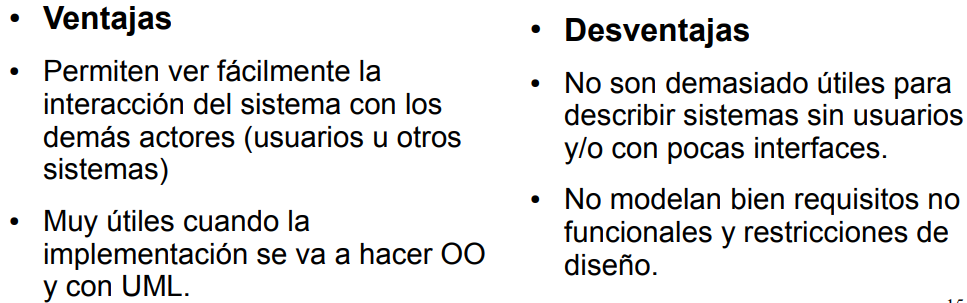 • Ventajas
• Permiten ver fácilmente la
interacción del sistema con los
demás actores (usuarios u otros
sistemas)
• Muy útiles cuando la
implementación se va a hacer OO
y con UML.
• Desventajas
• No son demasiado útiles para
describir sistemas sin usuarios
y/o con pocas interfaces.
• No modelan bien requisitos no
funcionales y restricciones de
diseño.